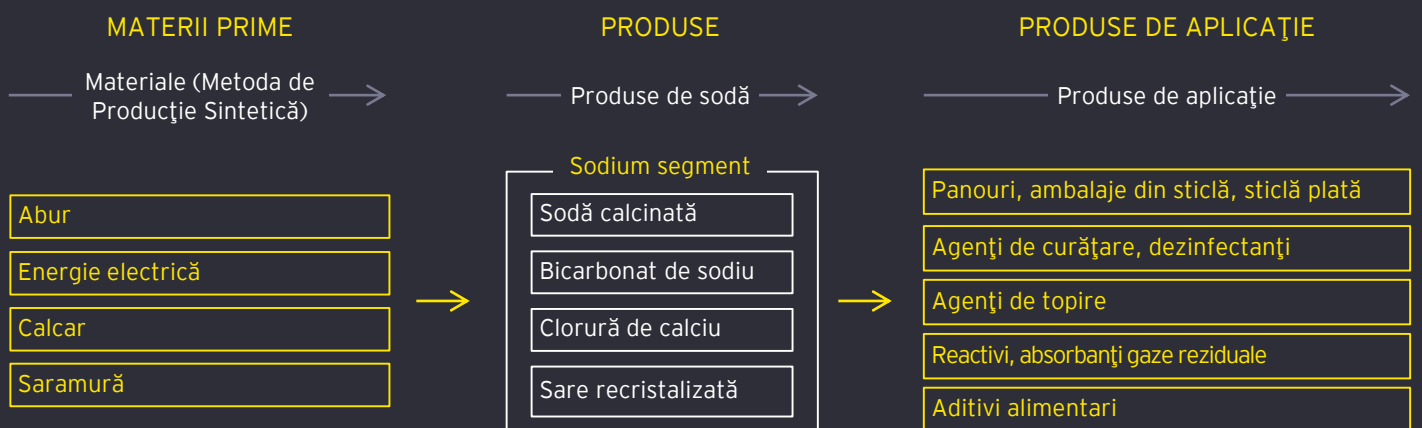 MATERII PRIME
Materiale (Metoda de
Producţie Sintetică)
Abur
Energie electrică
Calcar
Saramură
PRODUSE
Produse de sodă
Sodium segment
Sodă calcinată
Bicarbonat de sodiu
Clorură de calciu
Sare recristalizată
PRODUSE DE APLICAŢIE
Produse de aplicaţie
Panouri, ambalaje din sticlă, sticlă plată
Agenţi de curăţare, dezinfectanţi
Agenţi de topire
Reactivi, absorbanţi gaze reziduale
Aditivi alimentari